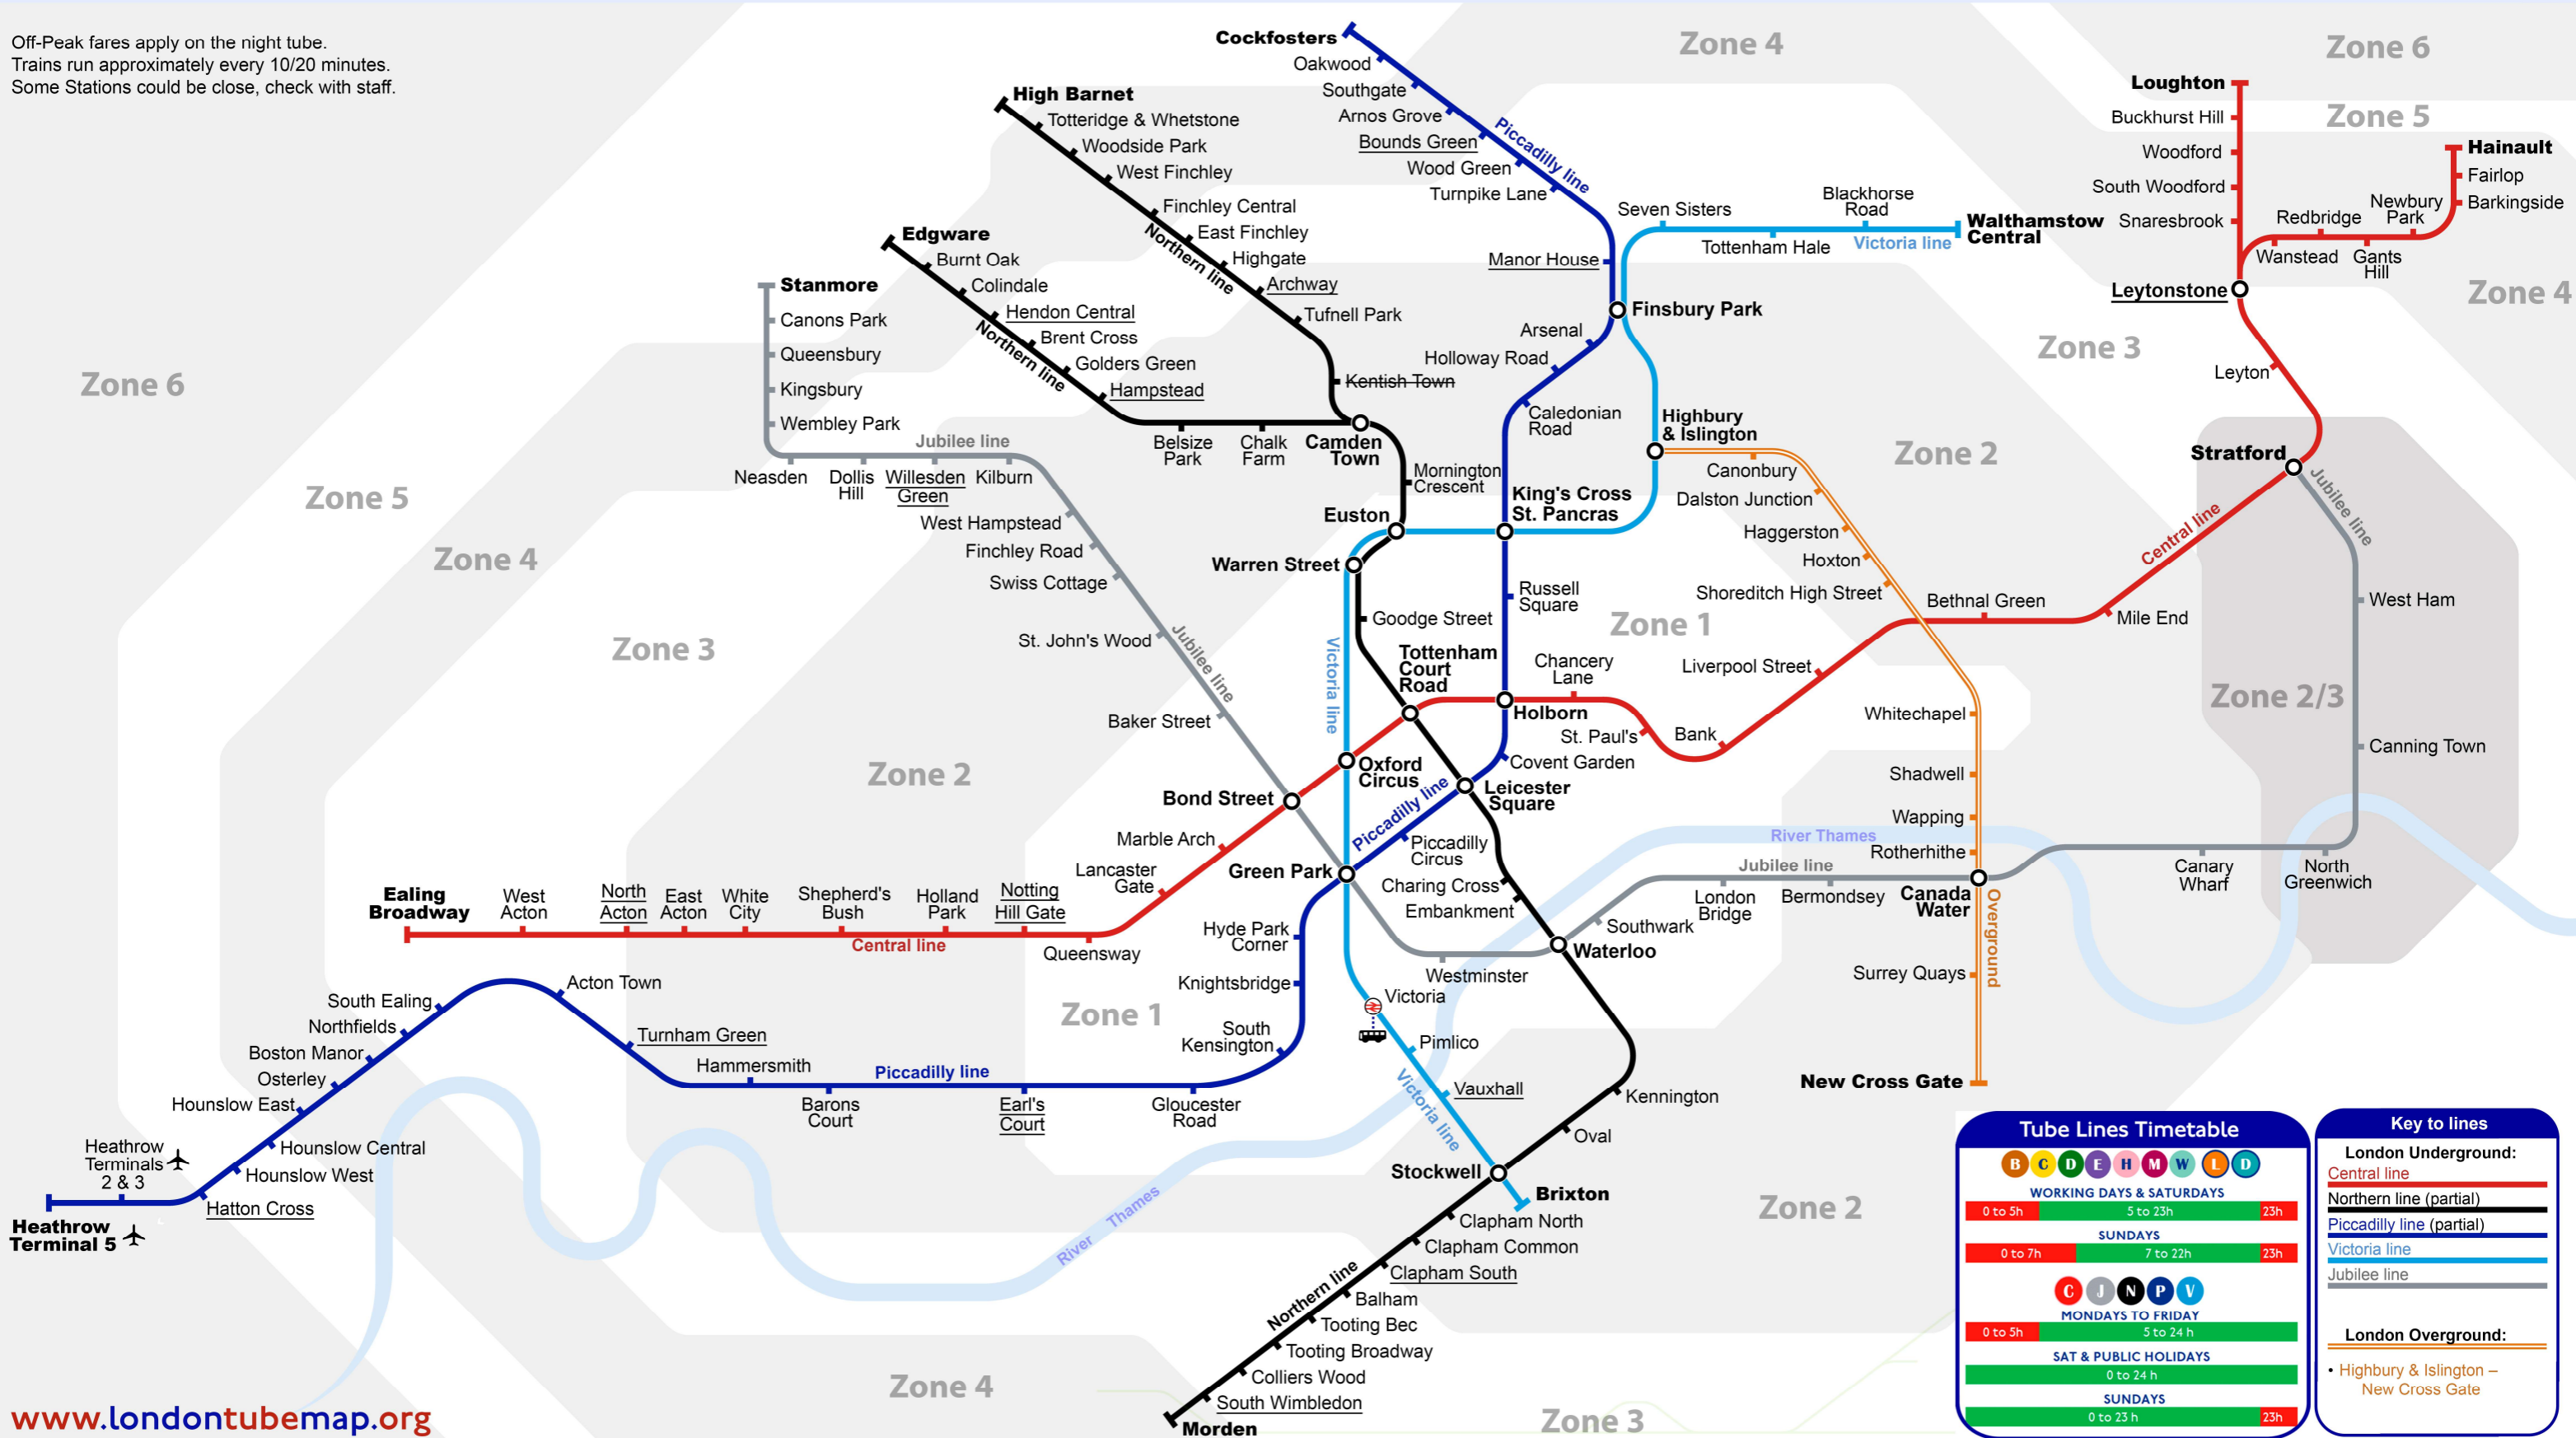 Off-Peak fares apply on the night tube.
Trains run approximately every 10/20 minutes.
Some Stations could be close, check with staff.
Zone 6
Zone 5
Zone 4
Zone 3
Zone 2
Zone 1
Zone 4
Zone 6
Zone 5
Zone 4
Zone 3
Zone 2
Zone 1
Zone 2/3
Zone 2
Zone 3
Zone 4
Cockfosters
Oakwood
Southgate
Arnos Grove
Bounds Green
Wood Green
Turnpike Lane
Piccadilly line
Manor House
Finsbury Park
Arsenal
Holloway Road
Caledonian
Road
King's Cross
St. Pancras
Russell
Square
Holborn
Covent Garden
Leicester
Square
Piccadilly line
Piccadilly
Circus
Green Park
Hyde Park
Corner
Knightsbridge
South
Kensington
Gloucester
Road
Earl's
Court
Piccadilly line
Barons
Court
Hammersmith
Turnham Green
Acton Town
South Ealing
Northfields
Boston Manor
Osterley
Hounslow East
Hounslow Central
Hounslow West
Hatton Cross
Heathrow
Terminals
2 & 3
Heathrow
Terminal 5
High Barnet
Totteridge & Whetstone
Woodside Park
West Finchley
Finchley Central
East Finchley
Highgate
Archway
Tufnell Park
Kentish Town
Northern line
Edgware
Burnt Oak
Colindale
Hendon Central
Brent Cross
Golders Green
Hampstead
Northern line
Belsize
Park
Chalk
Farm
Camden
Town
Mornington
Crescent
Euston
Warren Street
Goodge Street
Tottenham
Court
Road
Charing Cross
Embankment
Waterloo
Kennington
Oval
Stockwell
Clapham North
Clapham Common
Clapham South
Northern line
Balham
Tooting Bec
Tooting Broadway
Colliers Wood
South Wimbledon
Morden
Stanmore
Canons Park
Queensbury
Kingsbury
Wembley Park
Jubilee line
Neasden
Dollis
Hill
Willesden
Green
Kilburn
West Hampstead
Finchley Road
Swiss Cottage
St. John's Wood
Jubilee line
Baker Street
Bond Street
Westminster
Southwark
London
Bridge
Jubilee line
Bermondsey
Canada
Water
Canary
Wharf
North
Greenwich
Canning Town
West Ham
Jubilee line
Stratford
Walthamstow
Central
Victoria line
Blackhorse
Road
Tottenham Hale
Seven Sisters
Highbury
& Islington
Victoria line
Oxford
Circus
Victoria
Pimlico
Vauxhall
Victoria line
Brixton
Canonbury
Dalston Junction
Haggerston
Hoxton
Shoreditch High Street
Whitechapel
Shadwell
Wapping
Rotherhithe
Overground
Surrey Quays
New Cross Gate
Loughton
Buckhurst Hill
Woodford
South Woodford
Snaresbrook
Hainault
Fairlop
Barkingside
Newbury
Park
Redbridge
Gants
Hill
Wanstead
Leytonstone
Leyton
Central line
Mile End
Bethnal Green
Liverpool Street
Bank
St. Paul's
Chancery
Lane
Marble Arch
Lancaster
Gate
Queensway
Notting
Hill Gate
Holland
Park
Central line
Shepherd's
Bush
White
City
East
Acton
North
Acton
West
Acton
Ealing
Broadway
River Thames
River Thames
www.londontubemap.org
Tube Lines Timetable
B C D E H M W L D
WORKING DAYS & SATURDAYS
0 to 5h 5 to 23h 23h
SUNDAYS
0 to 7h 7 to 22h 23h
C J N P V
MONDAYS TO FRIDAY
0 to 5h 5 to 24 h
SAT & PUBLIC HOLIDAYS
0 to 24 h
SUNDAYS
0 to 23 h 23h
Key to lines
London Underground:
Central line
Northern line (partial)
Piccadilly line (partial)
Victoria line
Jubilee line
London Overground:
• Highbury & Islington –
New Cross Gate